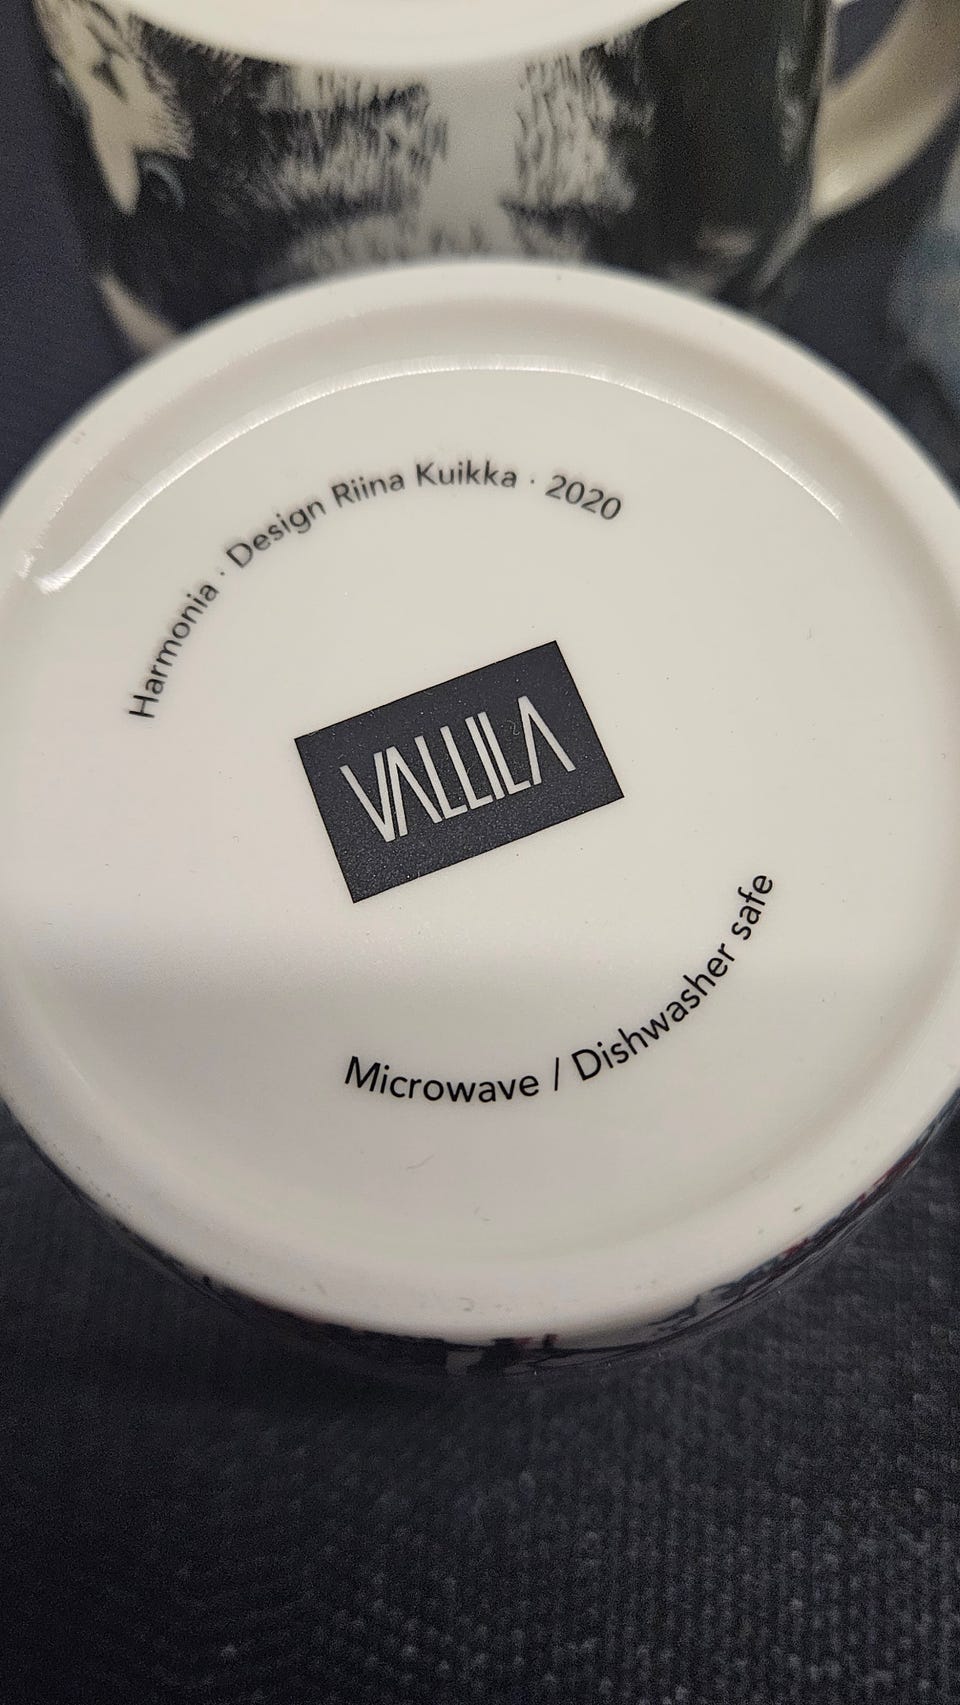 Harmonia · Design Riina Kuikka · 2020
VALLILA
Microwave / Dishwasher safe